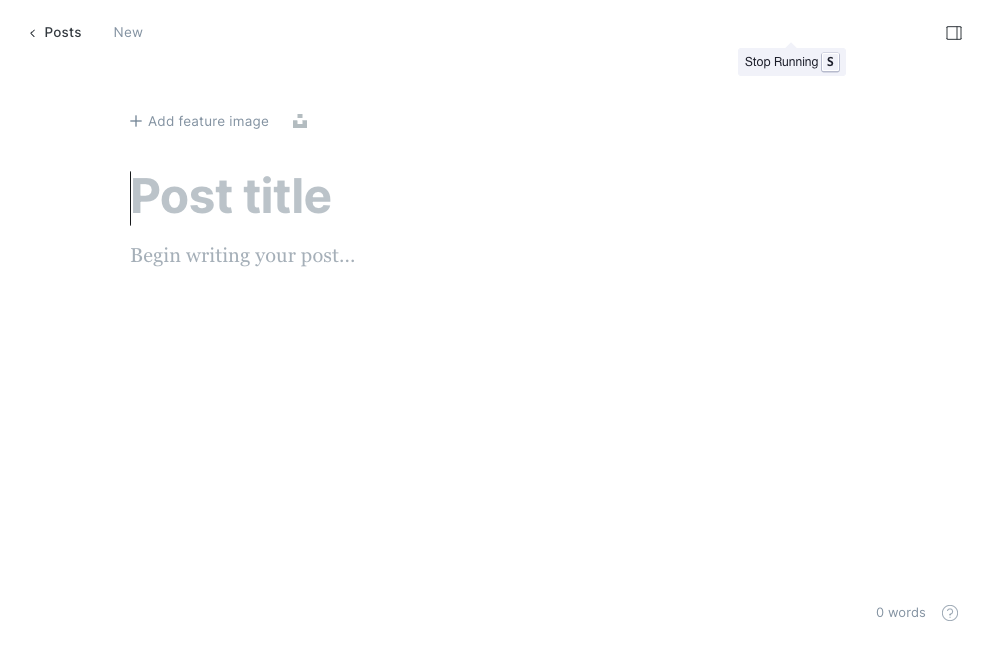 Posts
New
Stop Running S
Add feature image
Post title
Begin writing your post...
0 words
?